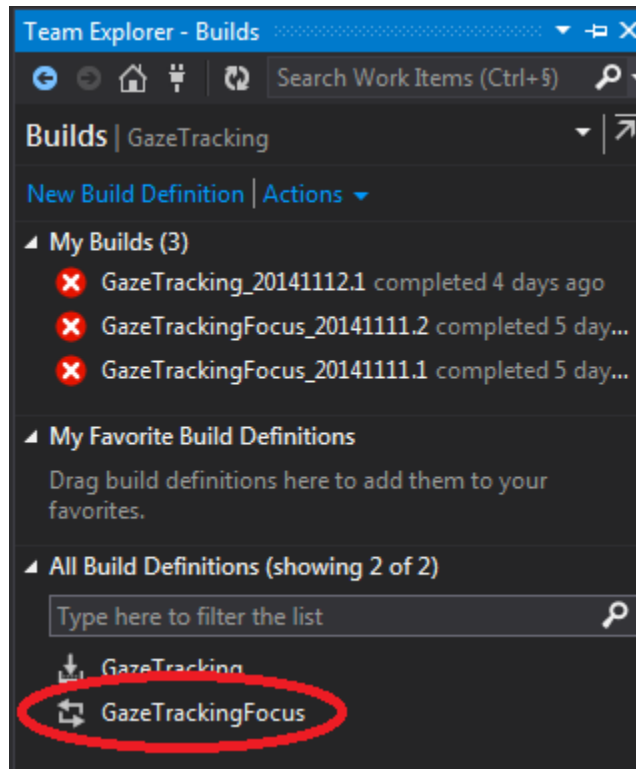 Team Explorer - Builds
Search Work Items (Ctrl+§)
Builds | GazeTracking
New Build Definition | Actions
My Builds (3)
GazeTracking_20141112.1 completed 4 days ago
GazeTrackingFocus_20141111.2 completed 5 day...
GazeTrackingFocus_20141111.1 completed 5 day...
My Favorite Build Definitions
Drag build definitions here to add them to your
favorites.
All Build Definitions (showing 2 of 2)
Type here to filter the list
GazeTracking
GazeTrackingFocus